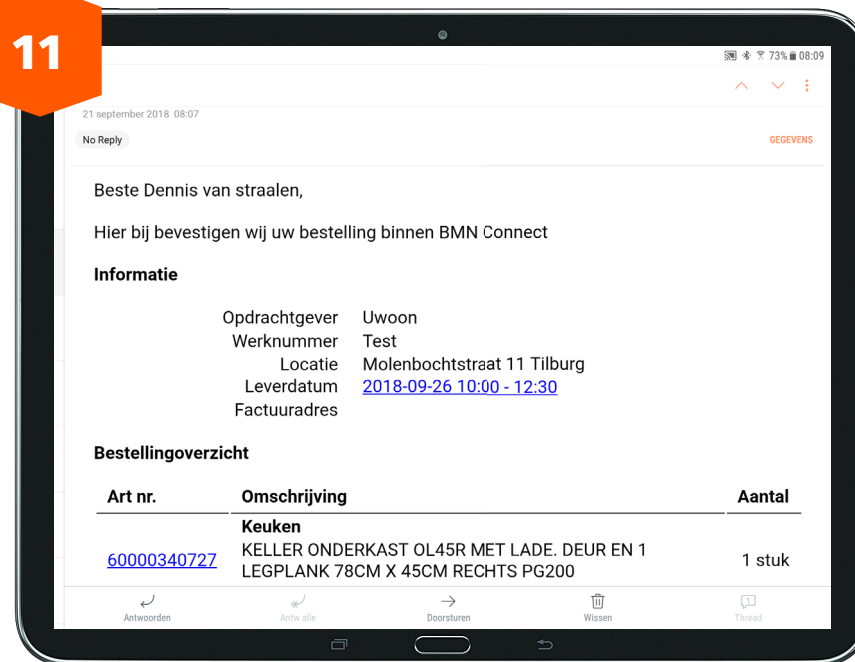 11
73% 08:09
21 september 2018 08:07
No Reply
GEGEVENS
Beste Dennis van straalen,
Hier bij bevestigen wij uw bestelling binnen BMN Connect
Informatie
Opdrachtgever Uwoon
Werknummer Test
Locatie Molenbochtstraat 11 Tilburg
Leverdatum 2018-09-26 10:00 - 12:30
Factuuradres
Bestellingoverzicht
Art nr. Omschrijving Aantal
Keuken
60000340727 KELLER ONDERKAST OL45R MET LADE. DEUR EN 1 1 stuk
LEGPLANK 78CM X 45CM RECHTS PG200
Antwoorden Antw alle Doorsturen Wissen 1 Thread